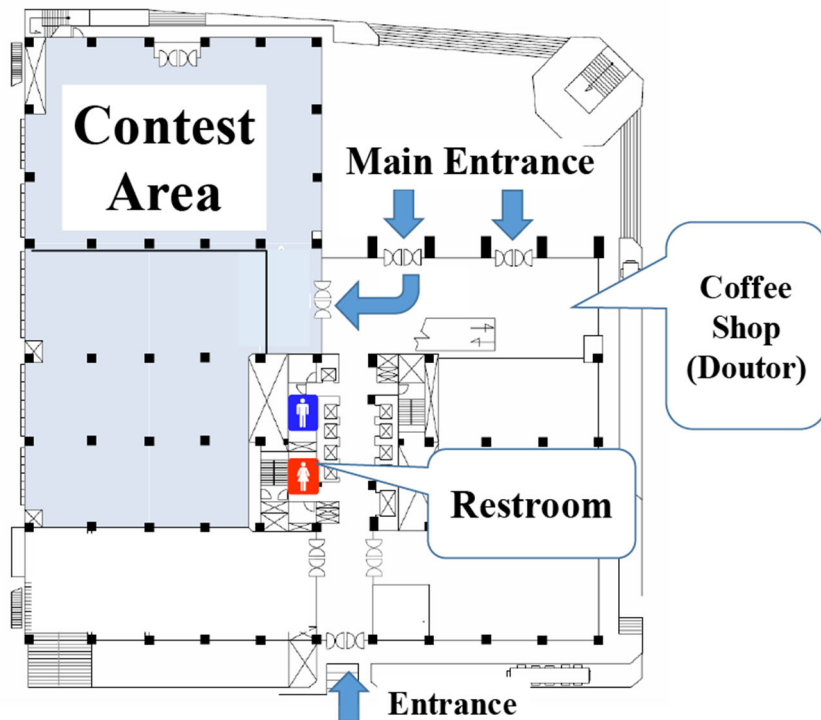 Contest
Area
Main Entrance
Coffee
Shop
(Doutor)
Restroom
Entrance